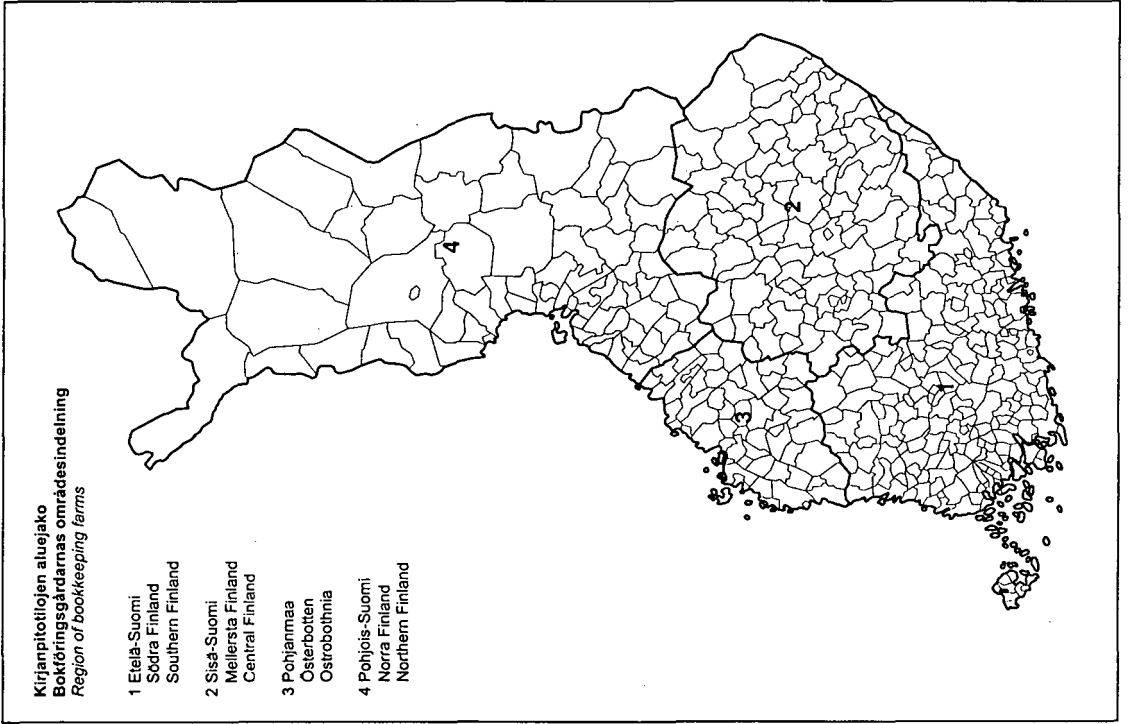 Kirjanpitotilojen aluejako
Bokföringsgårdarnas områdesindelning
Region of bookkeeping farms
1 Etelä-Suomi
Södra Finland
Southern Finland
2 Sisä-Suomi
Mellersta Finland
Central Finland
3 Pohjanmaa
Österbotten
Ostrobothnia
4 Pohjois-Suomi
Norra Finland
Northern Finland
4
2
3
1